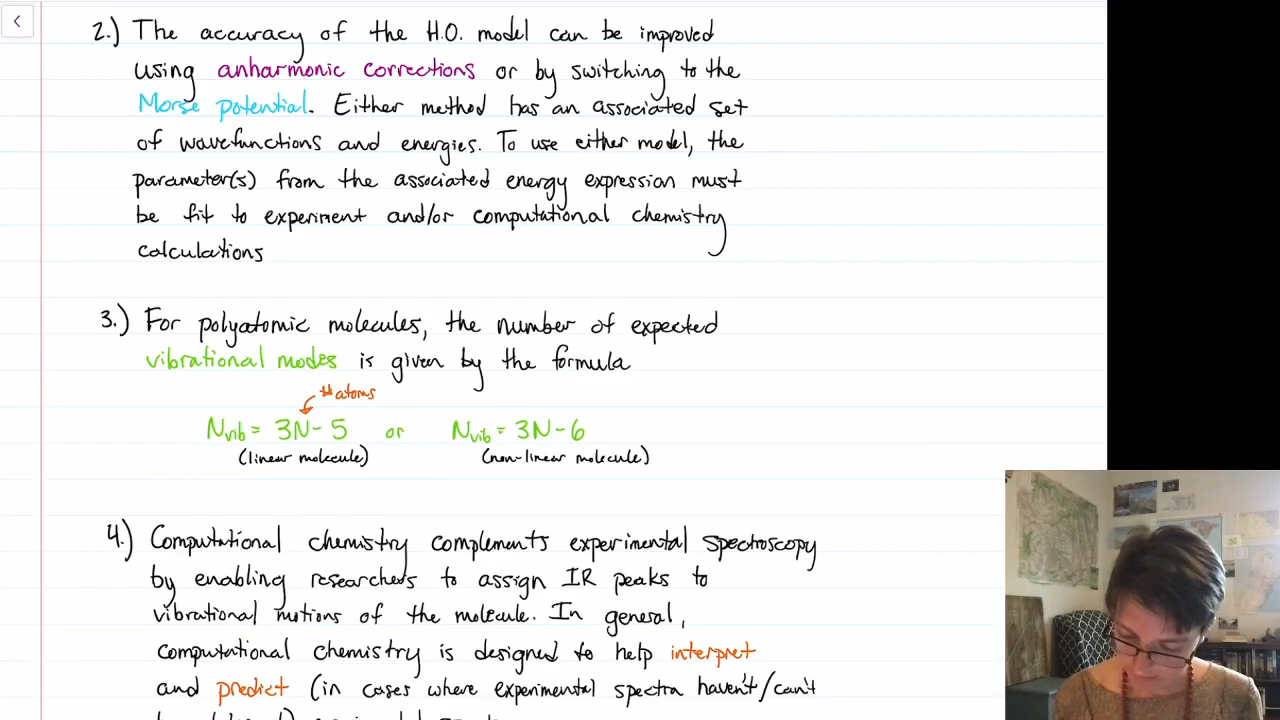 2.) The accuracy of the H.O. model can be improved
using anharmonic corrections or by switching to the
Morse potential. Either method has an associated set
of wavefunctions and energies. To use either model, the
parameter(s) from the associated energy expression must
be fit to experiment and/or computational chemistry
calculations
3.) For polyatomic molecules, the number of expected
vibrational modes is given by the formula
# atoms
Nvib = 3N - 5 or Nvib = 3N - 6
(linear molecule) (non-linear molecule)
4.) Computational chemistry complements experimental spectroscopy
by enabling researchers to assign IR peaks to
vibrational motions of the molecule. In general,
computational chemistry is designed to help interpret
and predict (in cases where experimental spectra haven't/can't